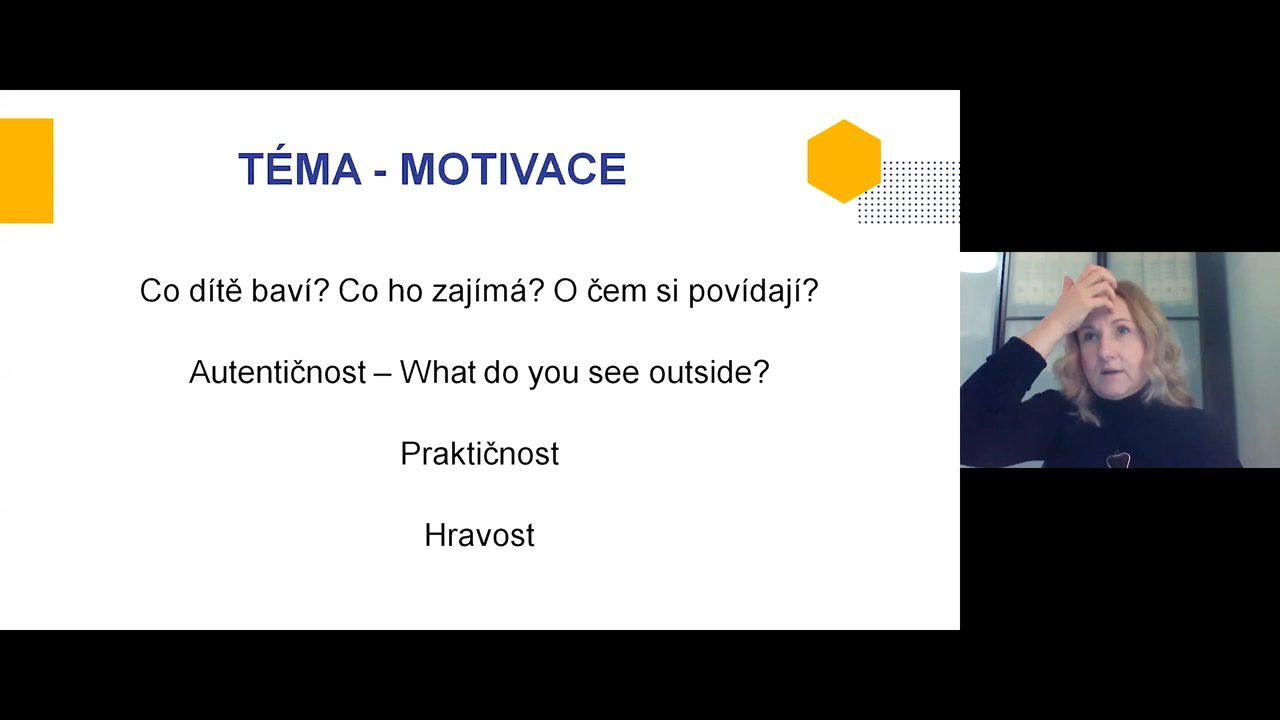 TÉMA - MOTIVACE
Co dítě baví? Co ho zajímá? O čem si povídají?
Autentičnost – What do you see outside?
Praktičnost
Hravost